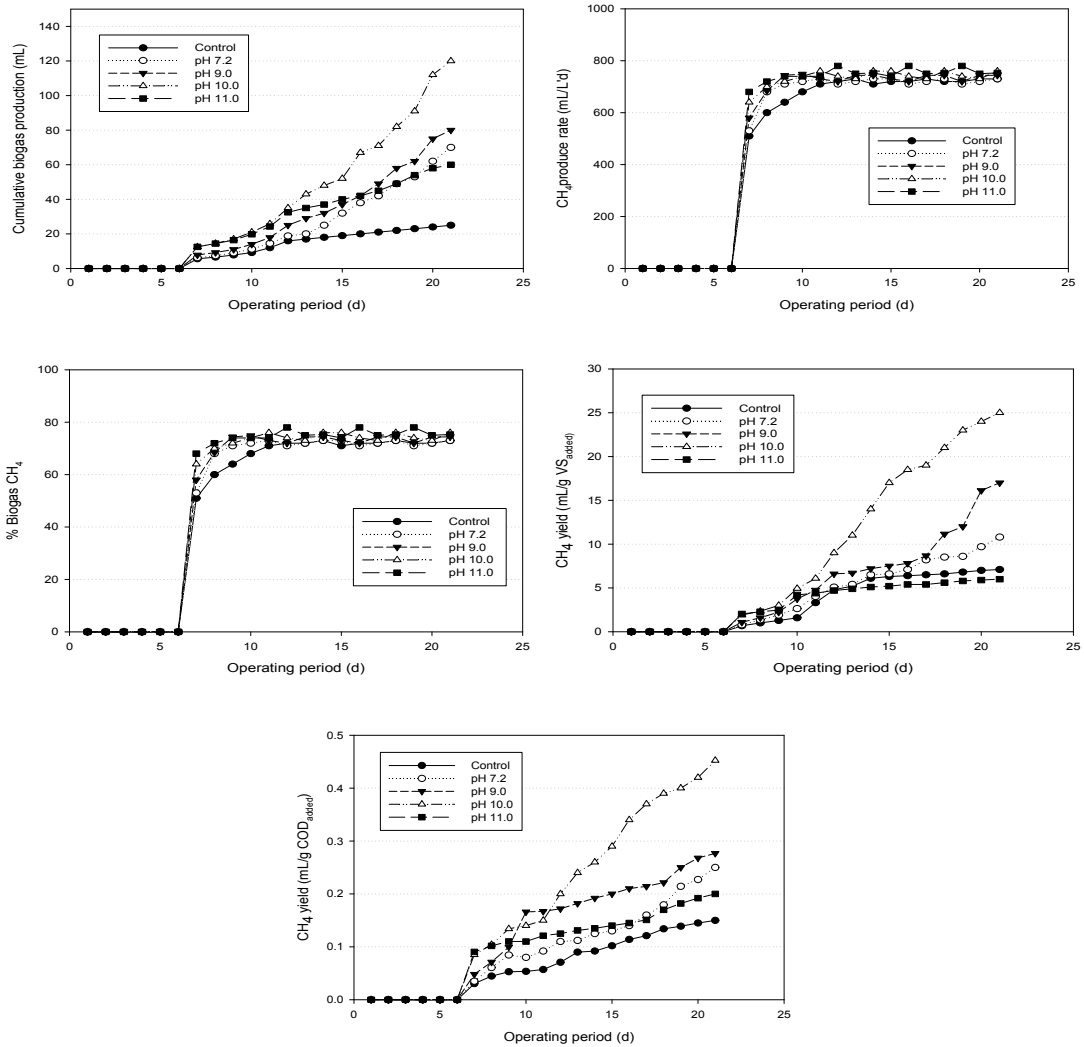 Cumulative biogas production (mL)
140
120
100
80
60
40
20
0
Control
pH 7.2
pH 9.0
pH 10.0
pH 11.0
0 5 10 15 20 25
Operating period (d)
CH4produce rate (mL/L'd)
1000
800
600
400
200
0
Control
pH 7.2
pH 9.0
pH 10.0
pH 11.0
0 5 10 15 20 25
Operating period (d)
% Biogas CH4
100
80
60
40
20
0
Control
pH 7.2
pH 9.0
pH 10.0
pH 11.0
0 5 10 15 20 25
Operating period (d)
CH4 yield (mL/g VSadded)
30
25
20
15
10
5
0
Control
pH 7.2
pH 9.0
pH 10.0
pH 11.0
0 5 10 15 20 25
Operating period (d)
CH4 yield (mL/g CODadded)
0.5
0.4
0.3
0.2
0.1
0.0
Control
pH 7.2
pH 9.0
pH 10.0
pH 11.0
0 5 10 15 20 25
Operating period (d)